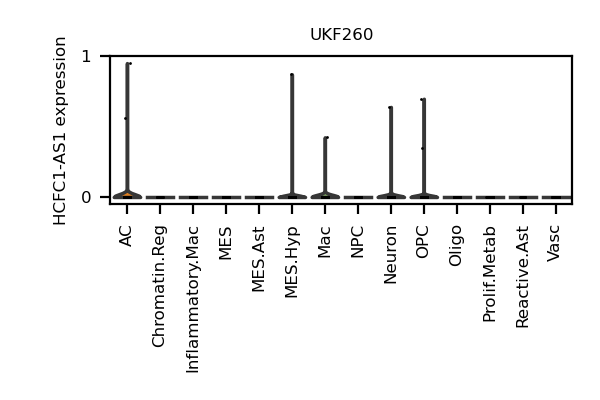 UKF260
HCFC1-AS1 expression
1
0
AC
Chromatin.Reg
Inflammatory.Mac
MES
MES.Ast
MES.Hyp
Mac
NPC
Neuron
OPC
Oligo
Prolif.Metab
Reactive.Ast
Vasc